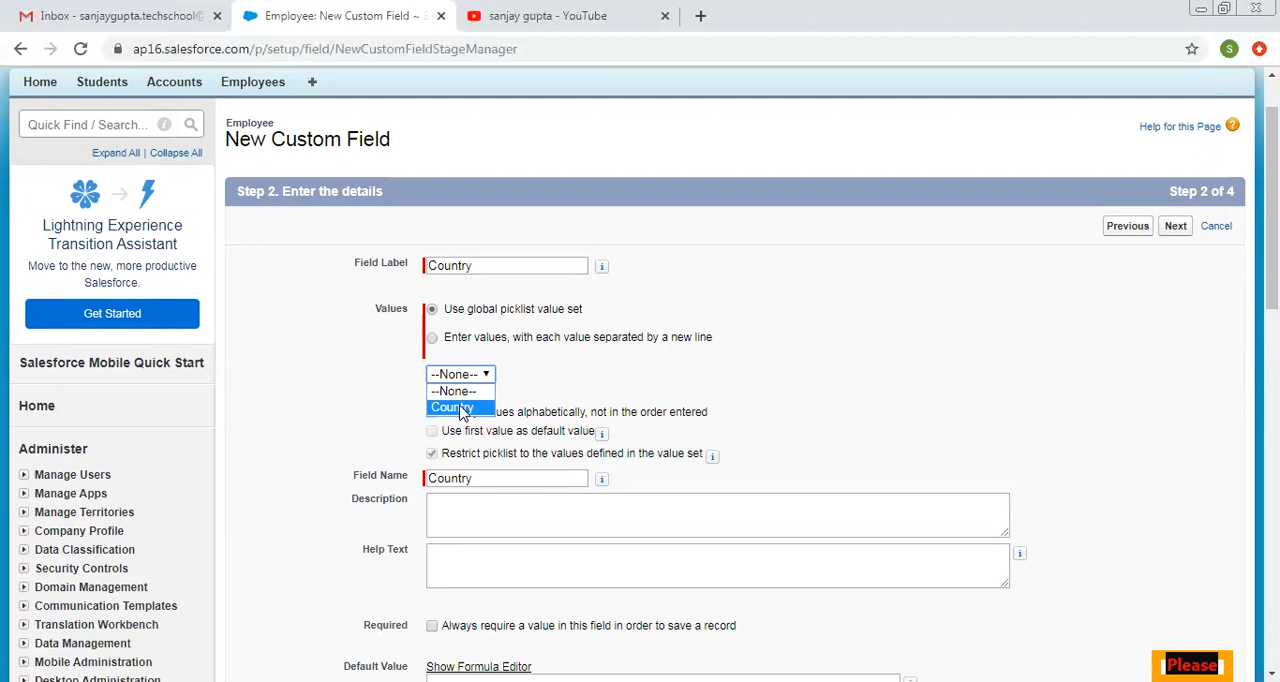 Inbox - sanjaygupta.techschool@
Employee: New Custom Field ~ S
sanjay gupta - YouTube
ap16.salesforce.com/p/setup/field/NewCustomFieldStageManager
S
Home Students Accounts Employees
Quick Find / Search...
Expand All | Collapse All
Lightning Experience
Transition Assistant
Move to the new, more productive
Salesforce.
Get Started
Salesforce Mobile Quick Start
Home
Administer
Manage Users
Manage Apps
Manage Territories
Company Profile
Data Classification
Security Controls
Domain Management
Communication Templates
Translation Workbench
Data Management
Mobile Administration
Desktop Administration
Employee
New Custom Field
Help for this Page
Step 2. Enter the details Step 2 of 4
Previous Next Cancel
Field Label Country
Values Use global picklist value set
Enter values, with each value separated by a new line
--None--
--None--
Country
ues alphabetically, not in the order entered
Use first value as default value
Restrict picklist to the values defined in the value set
Field Name Country
Description
Help Text
Required Always require a value in this field in order to save a record
Default Value Show Formula Editor
Please